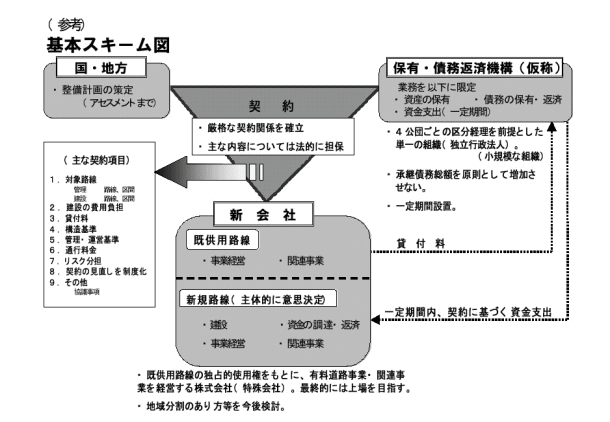 （参考）
基本スキーム図
国・地方
・整備計画の策定
（アセスメントまで）
契　約
・厳格な契約関係を確立
・主な内容については法的に担保
保有・債務返済機構（仮称）
業務を以下に限定
・資産の保有　・債務の保有・返済
・資金支出（一定期間）
・４公団ごとの区分経理を前提とした
単一の組織（独立行政法人）。
（小規模な組織）
・承継債務総額を原則として増加さ
せない。
・一定期間設置。
（主な契約項目）
１．対象路線
管理　路線、区間
建設　路線、区間
２．建設の費用負担
３．貸付料
４．構造基準
５．管理・運営基準
６．通行料金
７．リスク分担
８．契約の見直しを制度化
９．その他
協議事項
新　会　社
既供用路線
・事業経営　・関連事業
新規路線（主体的に意思決定）
・建設　・資金の調達・返済
・事業経営　・関連事業
貸　付　料
一定期間内、契約に基づく資金支出
・既供用路線の独占的使用権をもとに、有料道路事業・関連事
業を経営する株式会社（特殊会社）。最終的には上場を目指す。
・地域分割のあり方等を今後検討。